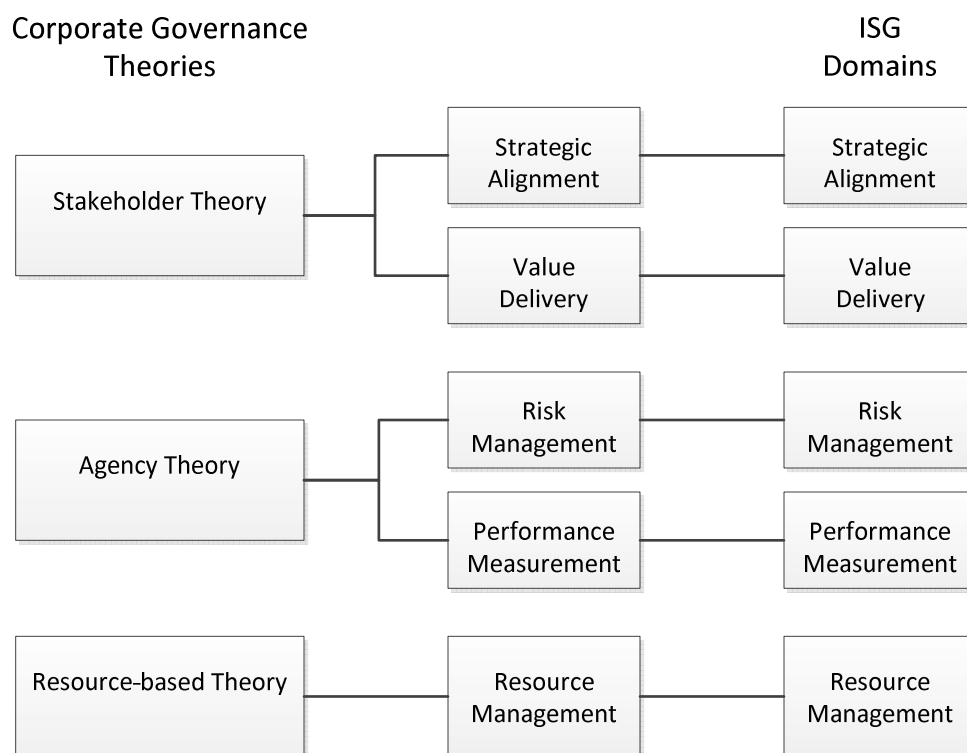 Corporate Governance
Theories
ISG
Domains
Stakeholder Theory
Strategic
Alignment
Strategic
Alignment
Value
Delivery
Value
Delivery
Agency Theory
Risk
Management
Risk
Management
Performance
Measurement
Performance
Measurement
Resource-based Theory
Resource
Management
Resource
Management